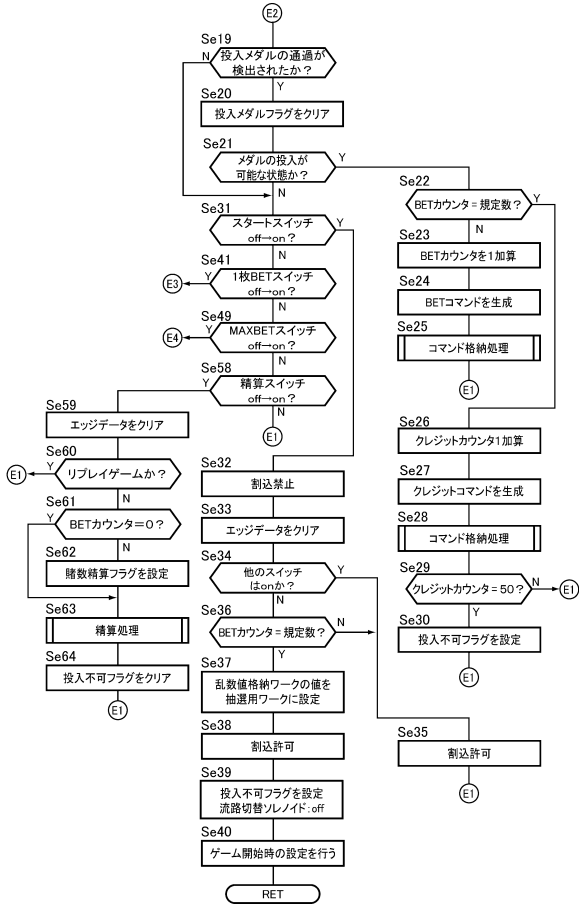 E2
Se19
投入メダルの通過が
検出されたか？
N
Y
Se20
投入メダルフラグをクリア
Se21
メダルの投入が
可能な状態か？
Y
N
Se22
BETカウンタ＝規定数？
Y
N
Se23
BETカウンタを1加算
Se24
BETコマンドを生成
Se25
コマンド格納処理
E1
Se31
スタートスイッチ
off→on？
Y
N
Se41
1枚BETスイッチ
off→on？
Y
E3
N
Se49
MAXBETスイッチ
off→on？
Y
E4
N
Se58
精算スイッチ
off→on？
Y
N
E1
Se59
エッジデータをクリア
Se60
リプレイゲームか？
Y
E1
N
Se61
BETカウンタ＝0？
Y
N
Se62
賭数精算フラグを設定
Se63
精算処理
Se64
投入不可フラグをクリア
E1
Se32
割込禁止
Se33
エッジデータをクリア
Se34
他のスイッチ
はonか？
Y
N
Se36
BETカウンタ＝規定数？
N
Y
Se37
乱数値格納ワークの値を
抽選用ワークに設定
Se38
割込許可
Se39
投入不可フラグを設定
流路切替ソレノイド：off
Se40
ゲーム開始時の設定を行う
RET
Se26
クレジットカウンタ1加算
Se27
クレジットコマンドを生成
Se28
コマンド格納処理
Se29
クレジットカウンタ＝50？
N
E1
Y
Se30
投入不可フラグを設定
E1
Se35
割込許可
E1